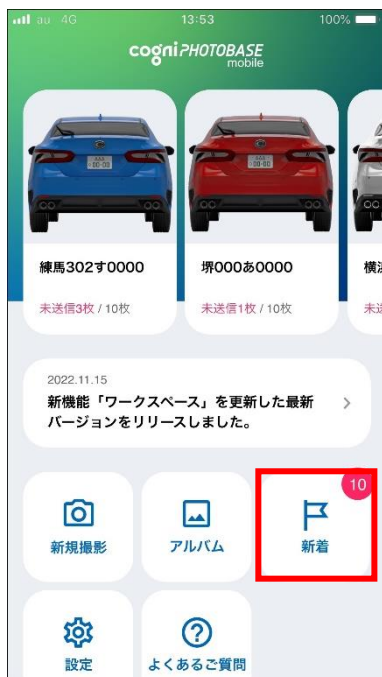 au 4G 13:53 100%
cogniPHOTOBASE
mobile
練馬302す0000 堺000あ0000
未送信3枚 / 10枚 未送信1枚 / 10枚
2022.11.15
新機能「ワークスペース」を更新した最新
バージョンをリリースしました。
10
新規撮影 アルバム 新着
設定 よくあるご質問